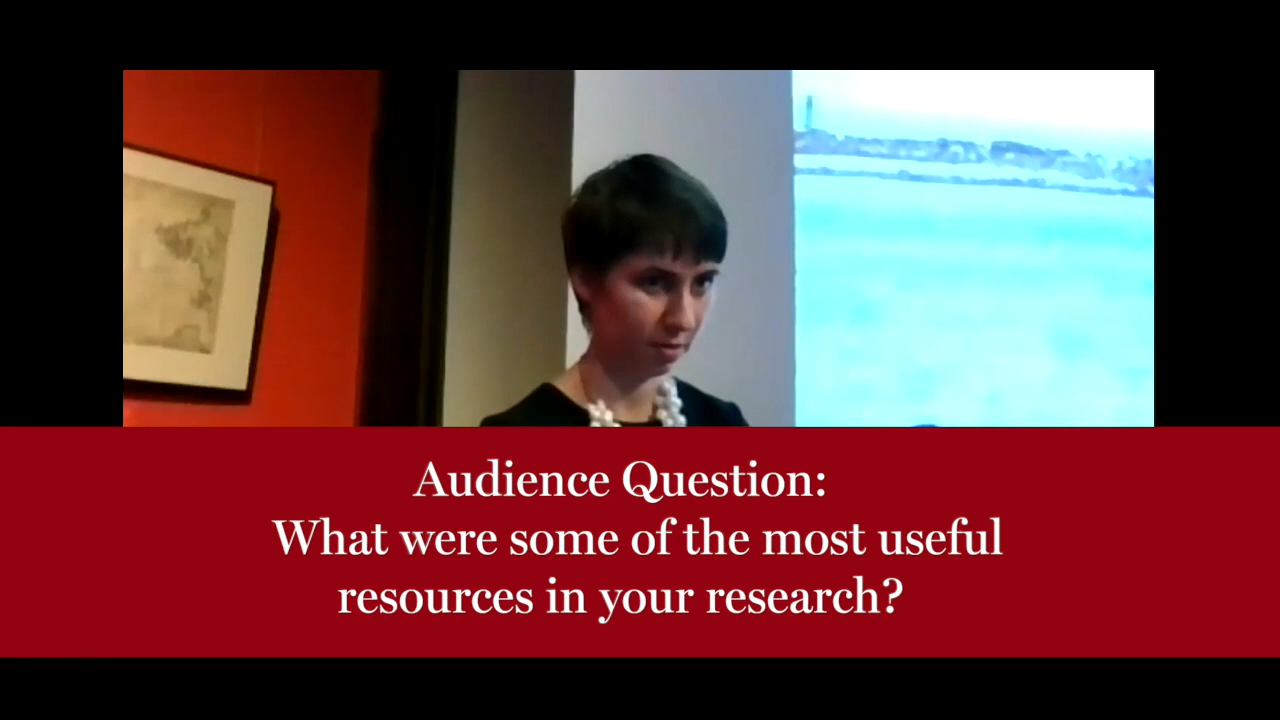 Audience Question:
What were some of the most useful
resources in your research?